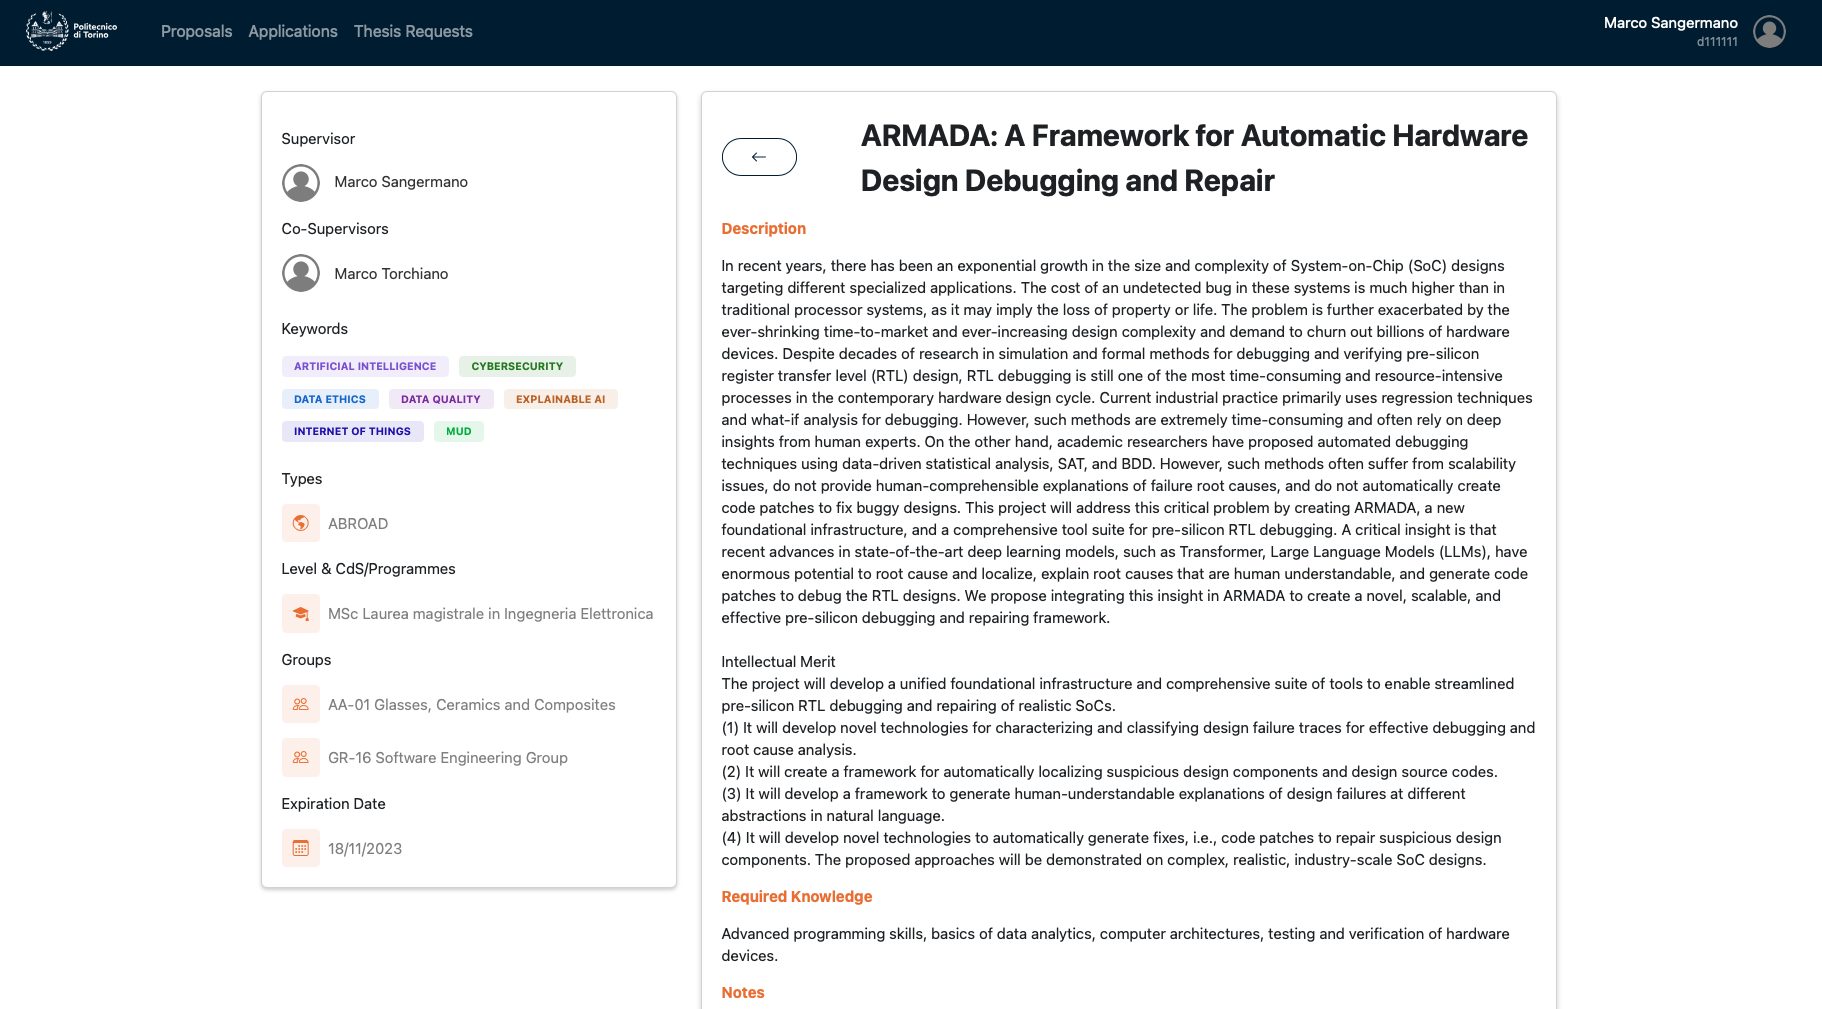 Politecnico
di Torino
1859
Proposals Applications Thesis Requests
Marco Sangermano
d111111
Supervisor
Marco Sangermano
Co-Supervisors
Marco Torchiano
Keywords
ARTIFICIAL INTELLIGENCE CYBERSECURITY
DATA ETHICS DATA QUALITY EXPLAINABLE AI
INTERNET OF THINGS MUD
Types
ABROAD
Level & CdS/Programmes
MSc Laurea magistrale in Ingegneria Elettronica
Groups
AA-01 Glasses, Ceramics and Composites
GR-16 Software Engineering Group
Expiration Date
18/11/2023
ARMADA: A Framework for Automatic Hardware
Design Debugging and Repair
Description
In recent years, there has been an exponential growth in the size and complexity of System-on-Chip (SoC) designs
targeting different specialized applications. The cost of an undetected bug in these systems is much higher than in
traditional processor systems, as it may imply the loss of property or life. The problem is further exacerbated by the
ever-shrinking time-to-market and ever-increasing design complexity and demand to churn out billions of hardware
devices. Despite decades of research in simulation and formal methods for debugging and verifying pre-silicon
register transfer level (RTL) design, RTL debugging is still one of the most time-consuming and resource-intensive
processes in the contemporary hardware design cycle. Current industrial practice primarily uses regression techniques
and what-if analysis for debugging. However, such methods are extremely time-consuming and often rely on deep
insights from human experts. On the other hand, academic researchers have proposed automated debugging
techniques using data-driven statistical analysis, SAT, and BDD. However, such methods often suffer from scalability
issues, do not provide human-comprehensible explanations of failure root causes, and do not automatically create
code patches to fix buggy designs. This project will address this critical problem by creating ARMADA, a new
foundational infrastructure, and a comprehensive tool suite for pre-silicon RTL debugging. A critical insight is that
recent advances in state-of-the-art deep learning models, such as Transformer, Large Language Models (LLMs), have
enormous potential to root cause and localize, explain root causes that are human understandable, and generate code
patches to debug the RTL designs. We propose integrating this insight in ARMADA to create a novel, scalable, and
effective pre-silicon debugging and repairing framework.
Intellectual Merit
The project will develop a unified foundational infrastructure and comprehensive suite of tools to enable streamlined
pre-silicon RTL debugging and repairing of realistic SoCs.
(1) It will develop novel technologies for characterizing and classifying design failure traces for effective debugging and
root cause analysis.
(2) It will create a framework for automatically localizing suspicious design components and design source codes.
(3) It will develop a framework to generate human-understandable explanations of design failures at different
abstractions in natural language.
(4) It will develop novel technologies to automatically generate fixes, i.e., code patches to repair suspicious design
components. The proposed approaches will be demonstrated on complex, realistic, industry-scale SoC designs.
Required Knowledge
Advanced programming skills, basics of data analytics, computer architectures, testing and verification of hardware
devices.
Notes